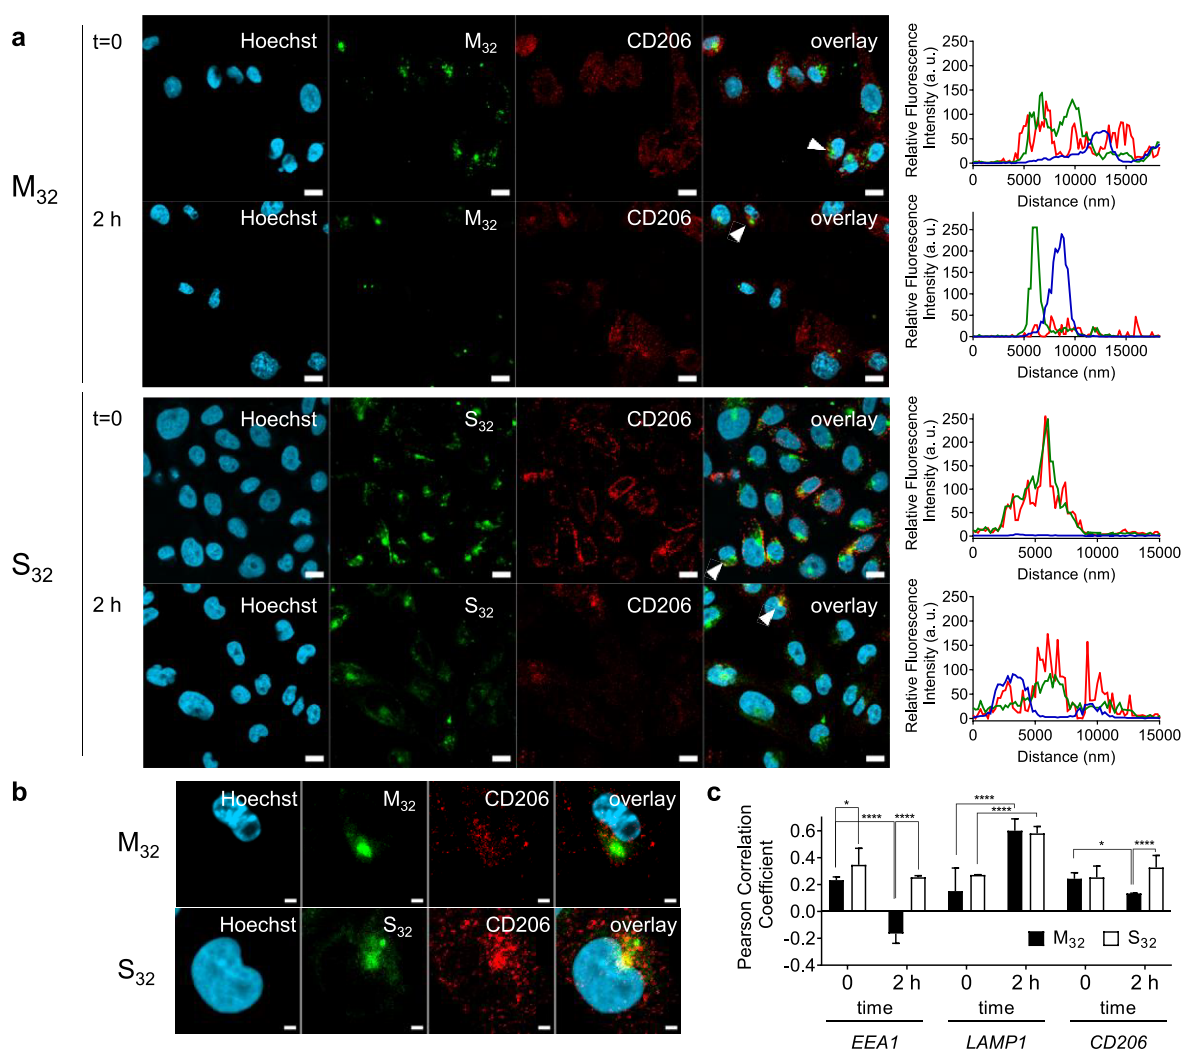 a
t=0
Hoechst M32 CD206 overlay
M32
2 h
Hoechst M32 CD206 overlay
Relative Fluorescence
Intensity (a. u.)
250
200
150
100
50
0
0 5000 10000 15000
Distance (nm)
Relative Fluorescence
Intensity (a. u.)
250
200
150
100
50
0
0 5000 10000 15000
Distance (nm)
t=0
Hoechst S32 CD206 overlay
S32
2 h
Hoechst S32 CD206 overlay
Relative Fluorescence
Intensity (a. u.)
250
200
150
100
50
0
0 5000 10000 15000
Distance (nm)
Relative Fluorescence
Intensity (a. u.)
250
200
150
100
50
0
0 5000 10000 15000
Distance (nm)
b
M32
Hoechst M32 CD206 overlay
S32
Hoechst S32 CD206 overlay
c
Pearson Correlation
Coefficient
0.6
0.4
0.2
0.0
-0.2
-0.4
* **** ****
**** ****
* ****
M32 S32
0 2 h 0 2 h 0 2 h
time time time
EEA1 LAMP1 CD206